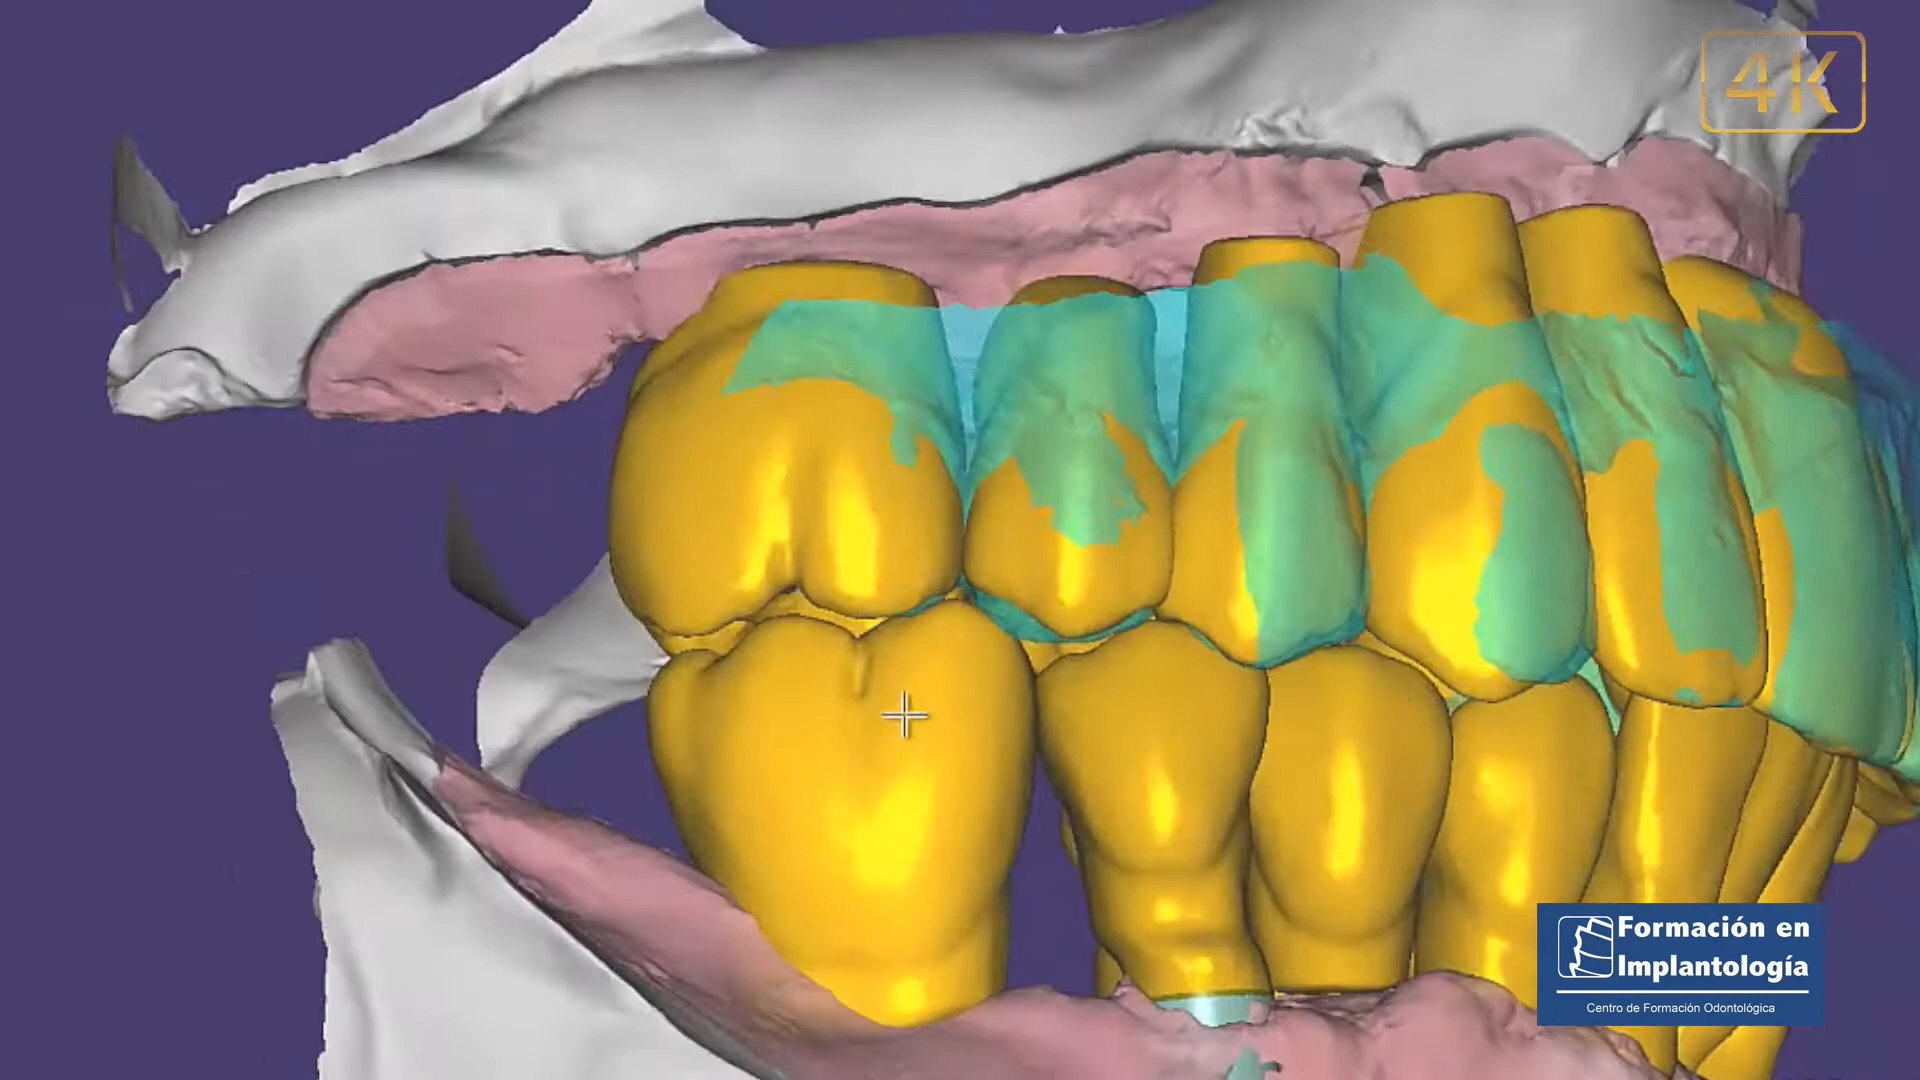 4K
Formación en
Implantología
Centro de Formación Odontológica